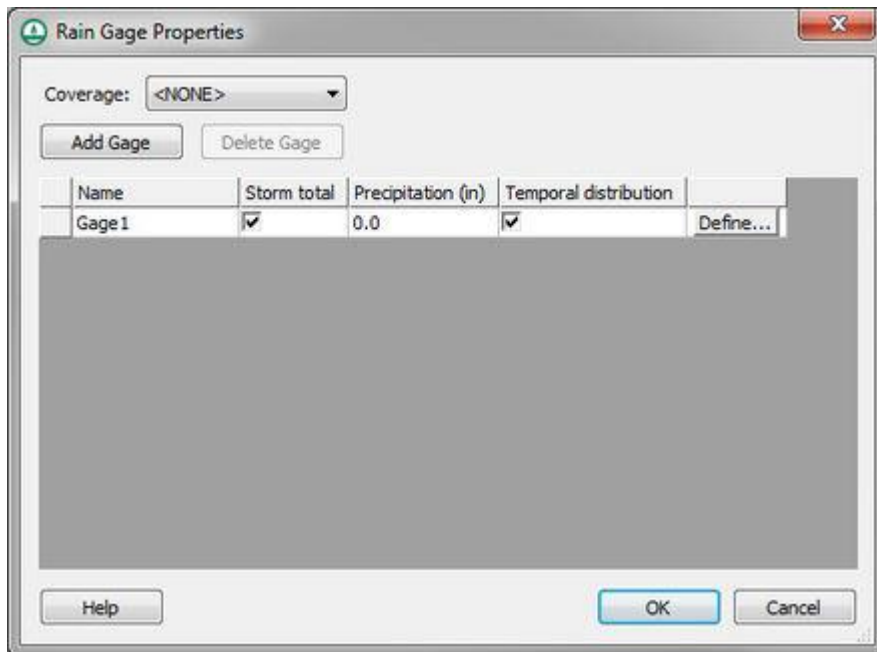 Rain Gage Properties
Coverage: <NONE>
Add Gage Delete Gage
Name Storm total Precipitation (in) Temporal distribution
Gage1 0.0 Define...
Help OK Cancel